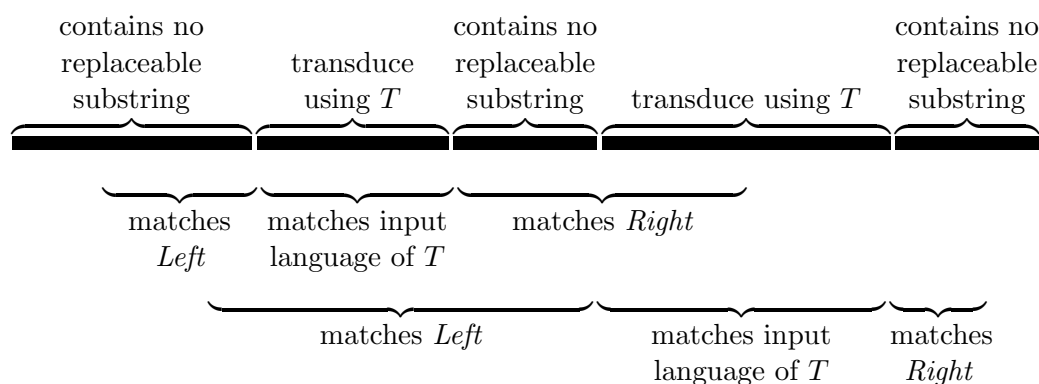 contains no
replaceable
substring
transduce
using T
contains no
replaceable
substring
transduce using T
contains no
replaceable
substring
matches
Left
matches input
language of T
matches Right
matches Left
matches input
language of T
matches
Right